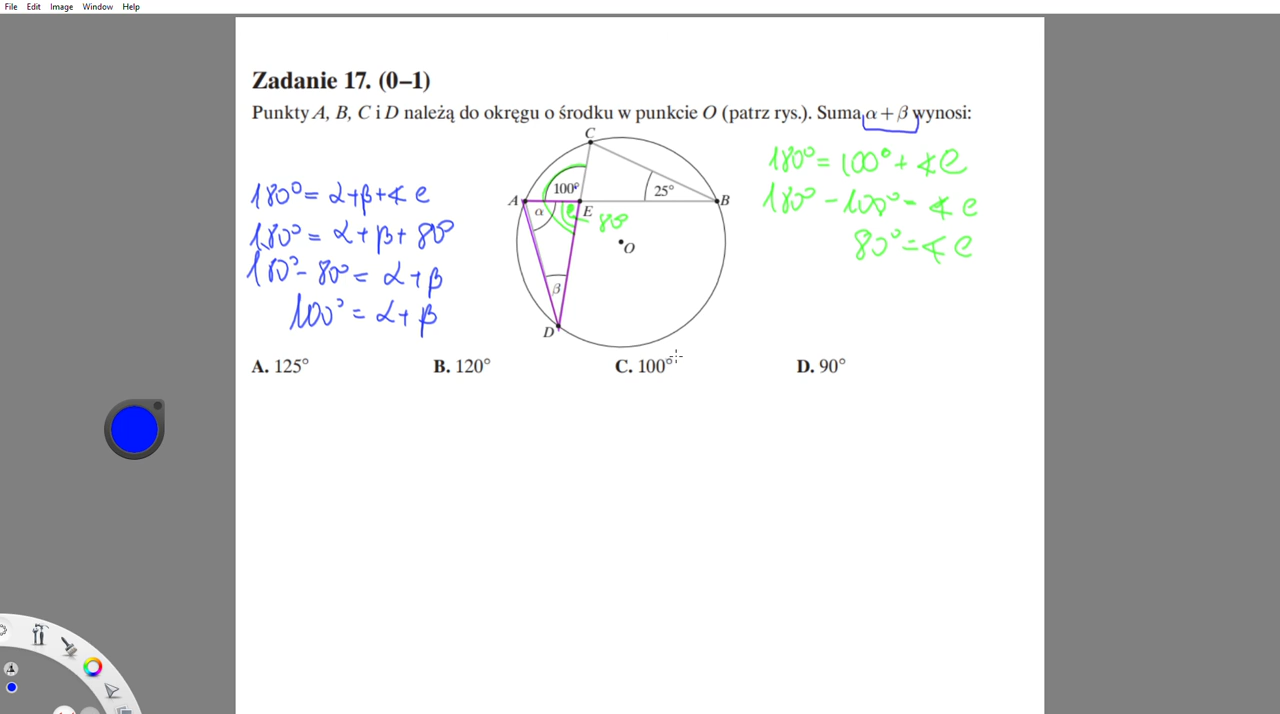 File Edit Image Window Help
Zadanie 17. (0–1)
Punkty A, B, C i D należą do okręgu o środku w punkcie O (patrz rys.). Suma α + β wynosi:
180° = α+β+∢e
180° = α+β+80°
180°-80° = α+β
100° = α+β
C
100°
25°
A
B
α
e
E
80°
O
β
D
180° = 100° + ∢e
180° - 100° = ∢e
80° = ∢e
A. 125° B. 120° C. 100° D. 90°